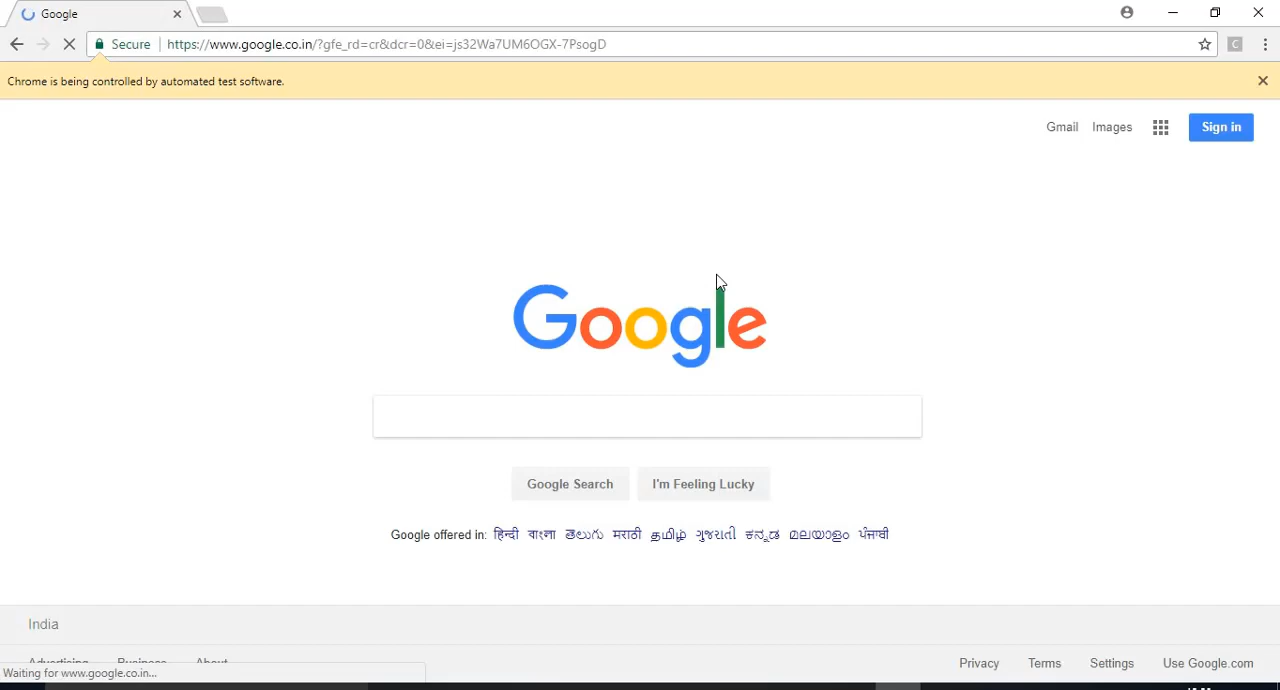 Google
Secure https://www.google.co.in/?gfe_rd=cr&dcr=0&ei=js32Wa7UM6OGX-7PsogD
Chrome is being controlled by automated test software.
Gmail Images Sign in
Google
Google Search I'm Feeling Lucky
Google offered in: हिन्दी বাংলা తెలుగు मराठी தமிழ் ગુજરાતી ಕನ್ನಡ മലയാളം ਪੰਜਾਬੀ
India
Advertising Business About Privacy Terms Settings Use Google.com
Waiting for www.google.co.in...